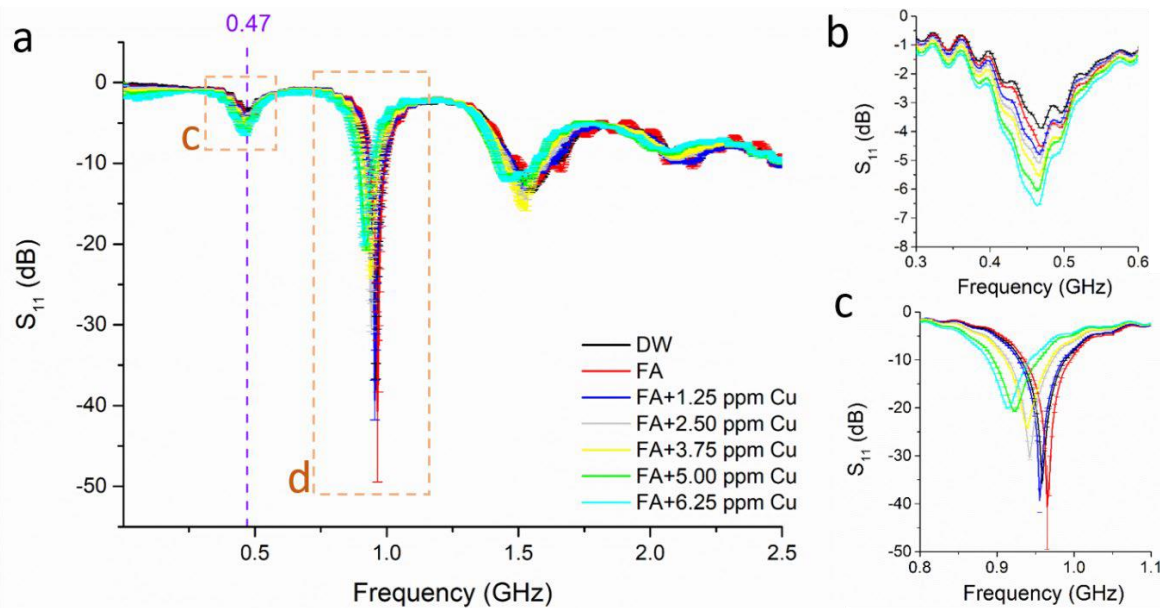 a
0.47
S11 (dB)
0
-10
-20
-30
-40
-50
c
d
DW
FA
FA+1.25 ppm Cu
FA+2.50 ppm Cu
FA+3.75 ppm Cu
FA+5.00 ppm Cu
FA+6.25 ppm Cu
0.5 1.0 1.5 2.0 2.5
Frequency (GHz)
b
S11 (dB)
0
-1
-2
-3
-4
-5
-6
-7
-8
0.3 0.4 0.5 0.6
Frequency (GHz)
c
S11 (dB)
0
-10
-20
-30
-40
-50
0.8 0.9 1.0 1.1
Frequency (GHz)